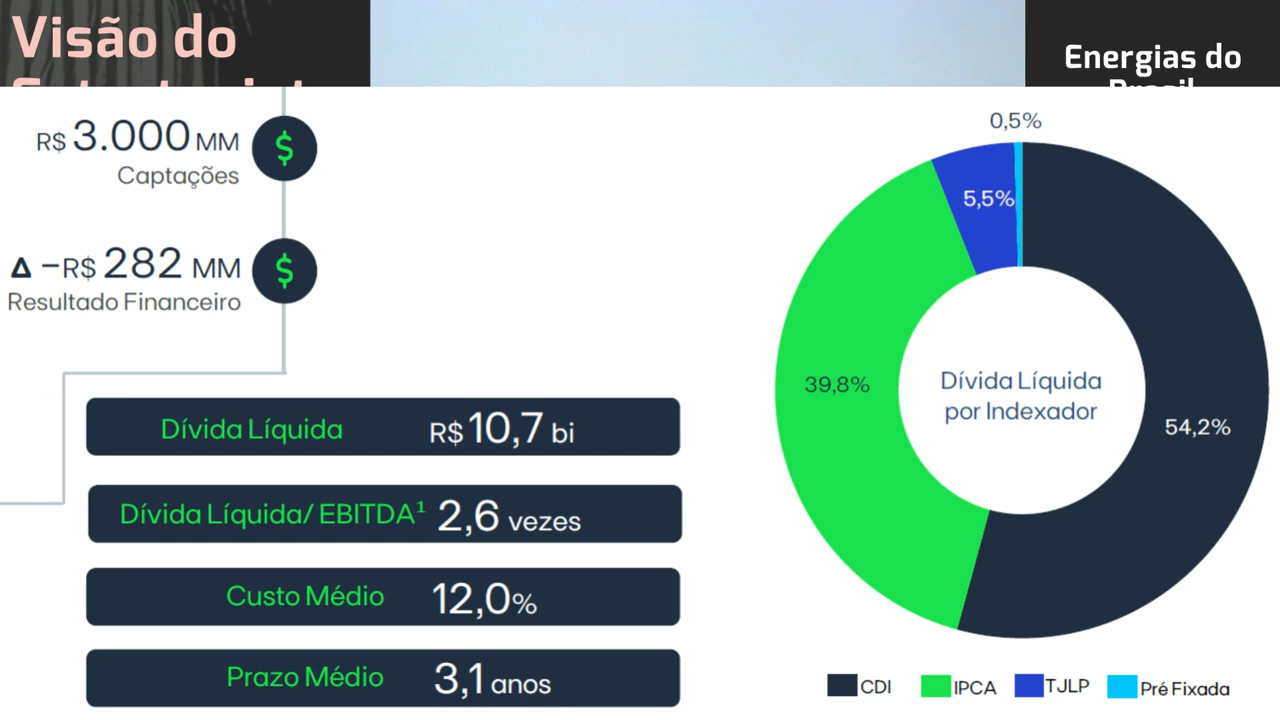 Visão do
Energias do
R$ 3.000 MM
Captações
Δ –R$ 282 MM
Resultado Financeiro
Dívida Líquida R$ 10,7 bi
Dívida Líquida/ EBITDA¹ 2,6 vezes
Custo Médio 12,0%
Prazo Médio 3,1 anos
0,5%
5,5%
39,8%
54,2%
Dívida Líquida
por Indexador
CDI IPCA TJLP Pré Fixada